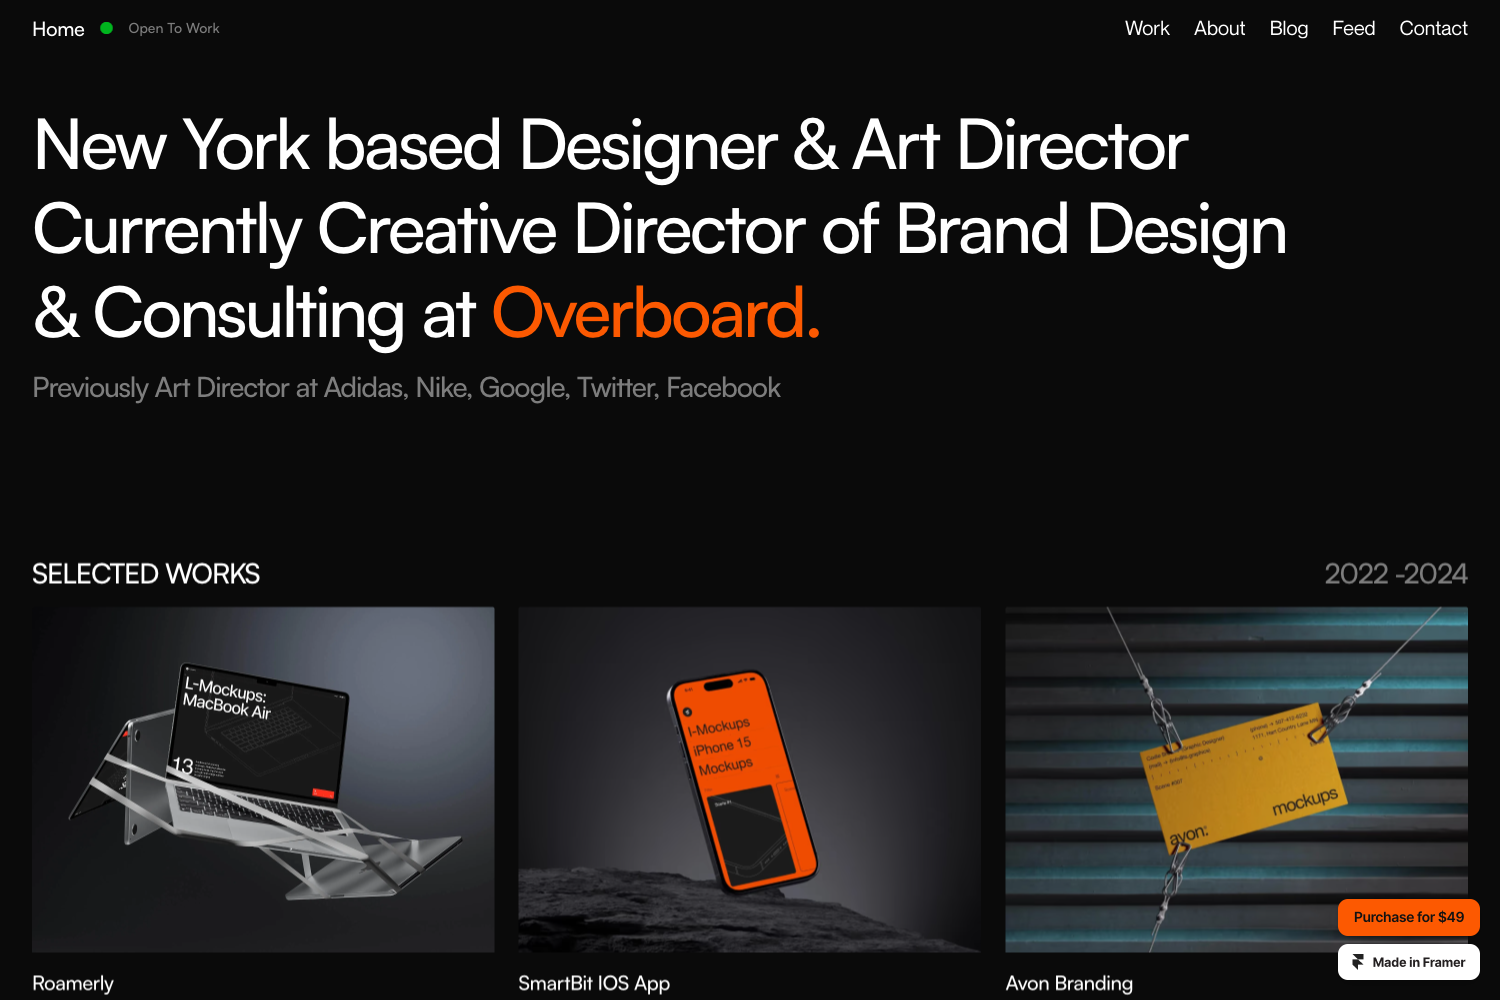 Home
Open To Work
Work
About
Blog
Feed
Contact
New York based Designer & Art Director
Currently Creative Director of Brand Design
& Consulting at Overboard.
Previously Art Director at Adidas, Nike, Google, Twitter, Facebook
SELECTED WORKS
2022 -2024
L-Mockups:
MacBook Air
13
I-Mockups
iPhone 15
Mockups
mockups
avon:
Purchase for $49
Made in Framer
Roamerly
SmartBit IOS App
Avon Branding